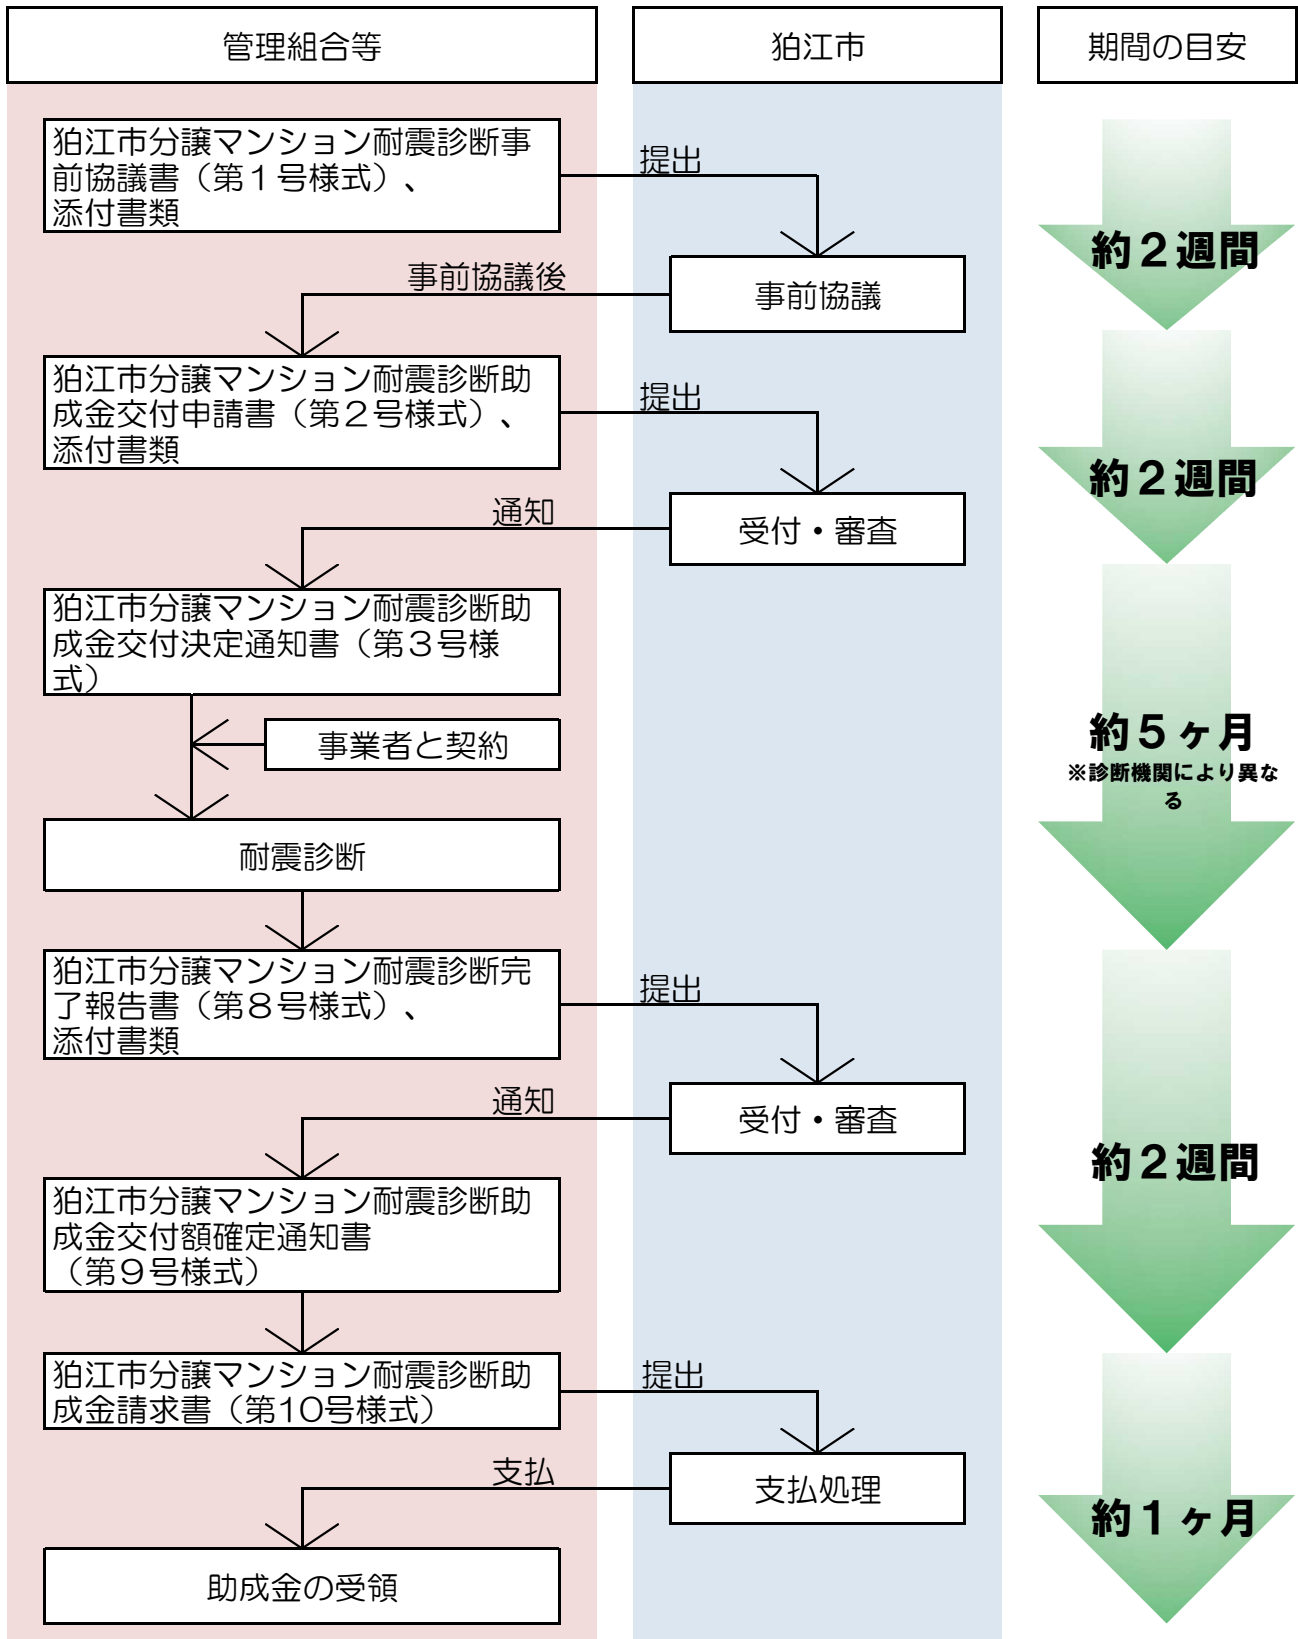 管理組合等
狛江市
期間の目安
狛江市分譲マンション耐震診断事
前協議書（第１号様式）、
添付書類
提出
約２週間
事前協議後
事前協議
狛江市分譲マンション耐震診断助
成金交付申請書（第２号様式）、
添付書類
提出
約２週間
通知
受付・審査
狛江市分譲マンション耐震診断助
成金交付決定通知書（第３号様
式）
事業者と契約
約５ヶ月
※診断機関により異な
る
耐震診断
狛江市分譲マンション耐震診断完
了報告書（第８号様式）、
添付書類
提出
通知
受付・審査
約２週間
狛江市分譲マンション耐震診断助
成金交付額確定通知書
（第９号様式）
狛江市分譲マンション耐震診断助
成金請求書（第10号様式）
提出
支払
支払処理
約１ヶ月
助成金の受領